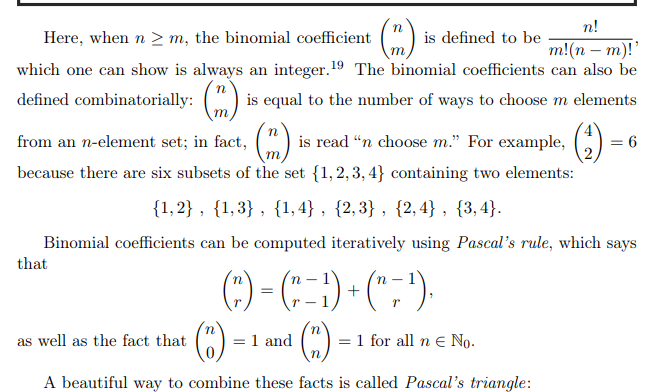 Here, when n ≥ m, the binomial coefficient \binom{n}{m} is defined to be \frac{n!}{m!(n − m)!},
which one can show is always an integer.¹⁹ The binomial coefficients can also be
defined combinatorially: \binom{n}{m} is equal to the number of ways to choose m elements
from an n-element set; in fact, \binom{n}{m} is read “n choose m.” For example, \binom{4}{2} = 6
because there are six subsets of the set {1, 2, 3, 4} containing two elements:
{1, 2} , {1, 3} , {1, 4} , {2, 3} , {2, 4} , {3, 4}.
Binomial coefficients can be computed iteratively using Pascal’s rule, which says
that
\binom{n}{r} = \binom{n − 1}{r − 1} + \binom{n − 1}{r},
as well as the fact that \binom{n}{0} = 1 and \binom{n}{n} = 1 for all n ∈ ℕ₀.
A beautiful way to combine these facts is called Pascal’s triangle: